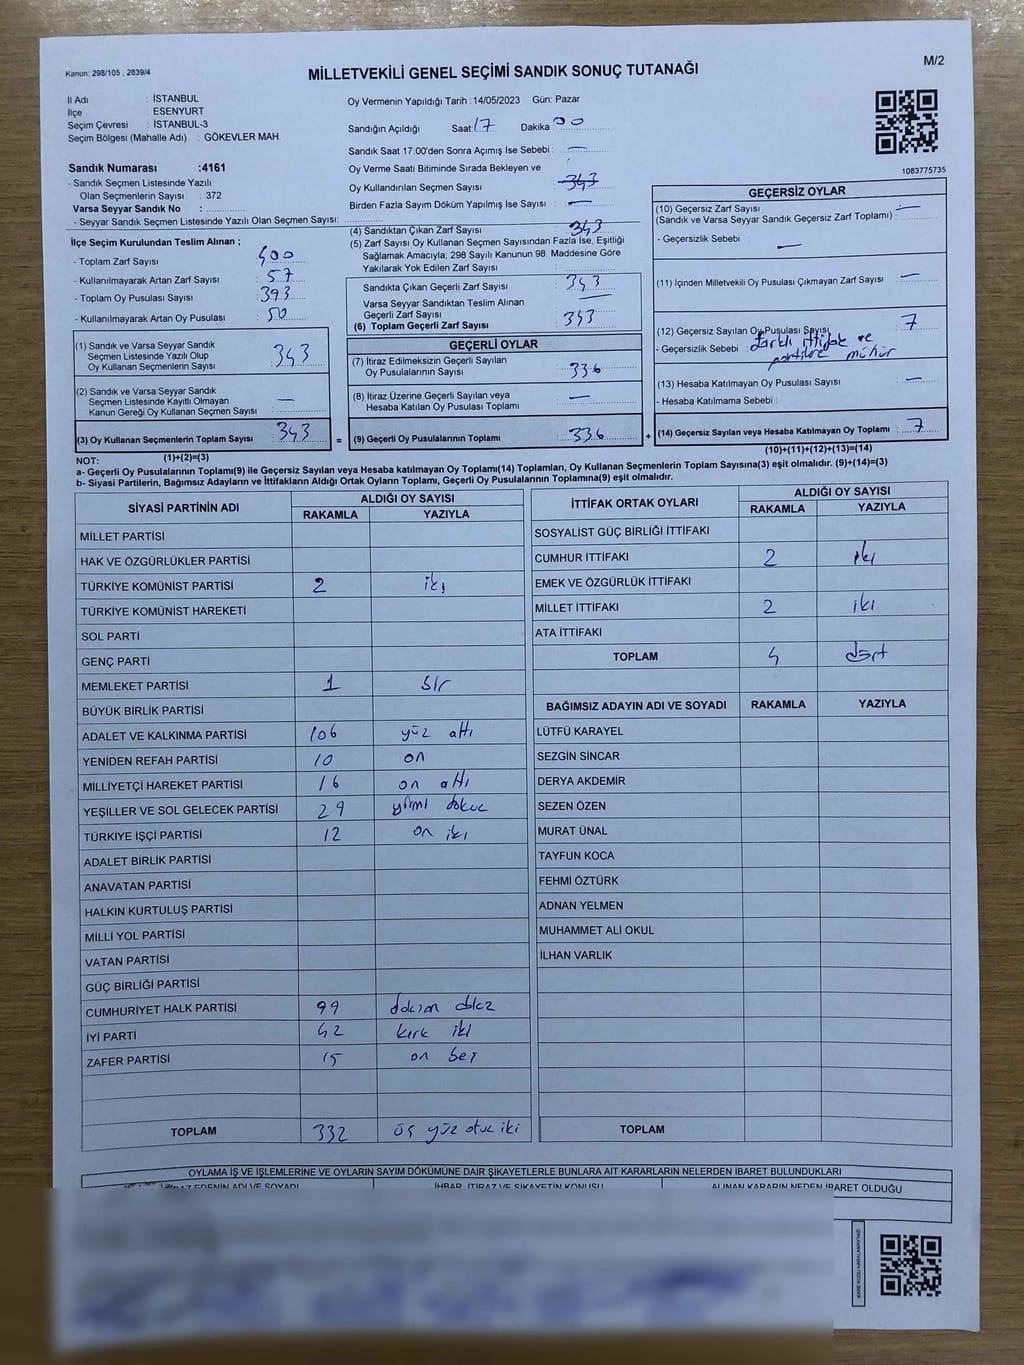 Kanun: 298/105 , 2839/4
MİLLETVEKİLİ GENEL SEÇİMİ SANDIK SONUÇ TUTANAĞI
M/2
İl Adı : İSTANBUL
İlçe : ESENYURT
Seçim Çevresi : İSTANBUL-3
Seçim Bölgesi (Mahalle Adı) : GÖKEVLER MAH.
Sandık Numarası :4161
- Sandık Seçmen Listesinde Yazılı
Olan Seçmenlerin Sayısı : 372
Varsa Seyyar Sandık No :
- Seyyar Sandık Seçmen Listesinde Yazılı Olan Seçmen Sayısı:
Oy Vermenin Yapıldığı Tarih :14/05/2023 Gün: Pazar
Sandığın Açıldığı Saat: 17 Dakika 00
Sandık Saat 17:00'den Sonra Açımış İse Sebebi : —
Oy Verme Saati Bitiminde Sırada Bekleyen ve
Oy Kullandırılan Seçmen Sayısı : 343
Birden Fazla Sayım Döküm Yapılmış İse Sayısı : —
1083775735
İlçe Seçim Kurulundan Teslim Alınan ;
- Toplam Zarf Sayısı : 400
- Kullanılmayarak Artan Zarf Sayısı : 57
- Toplam Oy Pusulası Sayısı : 393
- Kullanılmayarak Artan Oy Pusulası : 50
(1) Sandık ve Varsa Seyyar Sandık
Seçmen Listesinde Yazılı Olup
Oy Kullanan Seçmenlerin Sayısı : 343
(2) Sandık ve Varsa Seyyar Sandık
Seçmen Listesinde Kayıtlı Olmayan
Kanun Gereği Oy Kullanan Seçmen Sayısı : —
(3) Oy Kullanan Seçmenlerin Toplam Sayısı : 343
(1)+(2)=(3)
(4) Sandıktan Çıkan Zarf Sayısı : 343
(5) Zarf Sayısı Oy Kullanan Seçmen Sayısından Fazla İse, Eşitliği
Sağlamak Amacıyla; 298 Sayılı Kanunun 98. Maddesine Göre
Yakılarak Yok Edilen Zarf Sayısı :
Sandıkta Çıkan Geçerli Zarf Sayısı : 343
Varsa Seyyar Sandıktan Teslim Alınan
Geçerli Zarf Sayısı : —
(6) Toplam Geçerli Zarf Sayısı : 343
GEÇERLİ OYLAR
(7) İtiraz Edilmeksizin Geçerli Sayılan
Oy Pusulalarının Sayısı : 336
(8) İtiraz Üzerine Geçerli Sayılan veya
Hesaba Katılan Oy Pusulası Toplamı : —
= (9) Geçerli Oy Pusulalarının Toplamı : 336
GEÇERSİZ OYLAR
(10) Geçersiz Zarf Sayısı : —
(Sandık ve Varsa Seyyar Sandık Geçersiz Zarf Toplamı) :
- Geçersizlik Sebebi : —
(11) İçinden Milletvekili Oy Pusulası Çıkmayan Zarf Sayısı : —
(12) Geçersiz Sayılan Oy Pusulası Sayısı : 7
- Geçersizlik Sebebi : farklı ittifak ve
partilere mühür
(13) Hesaba Katılmayan Oy Pusulası Sayısı : —
- Hesaba Katılmama Sebebi :
+ (14) Geçersiz Sayılan veya Hesaba Katılmayan Oy Toplamı : 7
(10)+(11)+(12)+(13)=(14)
NOT:
a- Geçerli Oy Pusulalarının Toplamı(9) ile Geçersiz Sayılan veya Hesaba katılmayan Oy Toplamı(14) Toplamları, Oy Kullanan Seçmenlerin Toplam Sayısına(3) eşit olmalıdır. (9)+(14)=(3)
b- Siyasi Partilerin, Bağımsız Adayların ve İttifakların Aldığı Ortak Oyların Toplamı, Geçerli Oy Pusulalarının Toplamına(9) eşit olmalıdır.
SİYASİ PARTİNİN ADI ALDIĞI OY SAYISI
RAKAMLA YAZIYLA
MİLLET PARTİSİ
HAK VE ÖZGÜRLÜKLER PARTİSİ
TÜRKİYE KOMÜNİST PARTİSİ 2 iki
TÜRKİYE KOMÜNİST HAREKETİ
SOL PARTİ
GENÇ PARTİ
MEMLEKET PARTİSİ 1 bir
BÜYÜK BİRLİK PARTİSİ
ADALET VE KALKINMA PARTİSİ 106 yüz altı
YENİDEN REFAH PARTİSİ 10 on
MİLLİYETÇİ HAREKET PARTİSİ 16 on altı
YEŞİLLER VE SOL GELECEK PARTİSİ 29 yirmi dokuz
TÜRKİYE İŞÇİ PARTİSİ 12 on iki
ADALET BİRLİK PARTİSİ
ANAVATAN PARTİSİ
HALKIN KURTULUŞ PARTİSİ
MİLLİ YOL PARTİSİ
VATAN PARTİSİ
GÜÇ BİRLİĞİ PARTİSİ
CUMHURİYET HALK PARTİSİ 99 doksan dokuz
İYİ PARTİ 42 kırk iki
ZAFER PARTİSİ 15 on beş
TOPLAM 332 üç yüz otuz iki
İTTİFAK ORTAK OYLARI ALDIĞI OY SAYISI
RAKAMLA YAZIYLA
SOSYALİST GÜÇ BİRLİĞİ İTTİFAKI
CUMHUR İTTİFAKI 2 iki
EMEK VE ÖZGÜRLÜK İTTİFAKI
MİLLET İTTİFAKI 2 iki
ATA İTTİFAKI
TOPLAM 4 dört
BAĞIMSIZ ADAYIN ADI VE SOYADI RAKAMLA YAZIYLA
LÜTFÜ KARAYEL
SEZGİN SİNCAR
DERYA AKDEMİR
SEZEN ÖZEN
MURAT ÜNAL
TAYFUN KOCA
FEHMİ ÖZTÜRK
ADNAN YELMEN
MUHAMMET ALİ OKUL
İLHAN VARLIK
TOPLAM
OYLAMA İŞ VE İŞLEMLERİNE VE OYLARIN SAYIM DÖKÜMÜNE DAİR ŞİKAYETLERLE BUNLARA AİT KARARLARIN NELERDEN İBARET BULUNDUKLARI
EDENİN ADI VE SOYADI İHBAR, İTİRAZ VE ŞİKAYETİN KONUSU ALINAN KARARIN NEDEN İBARET OLDUĞU